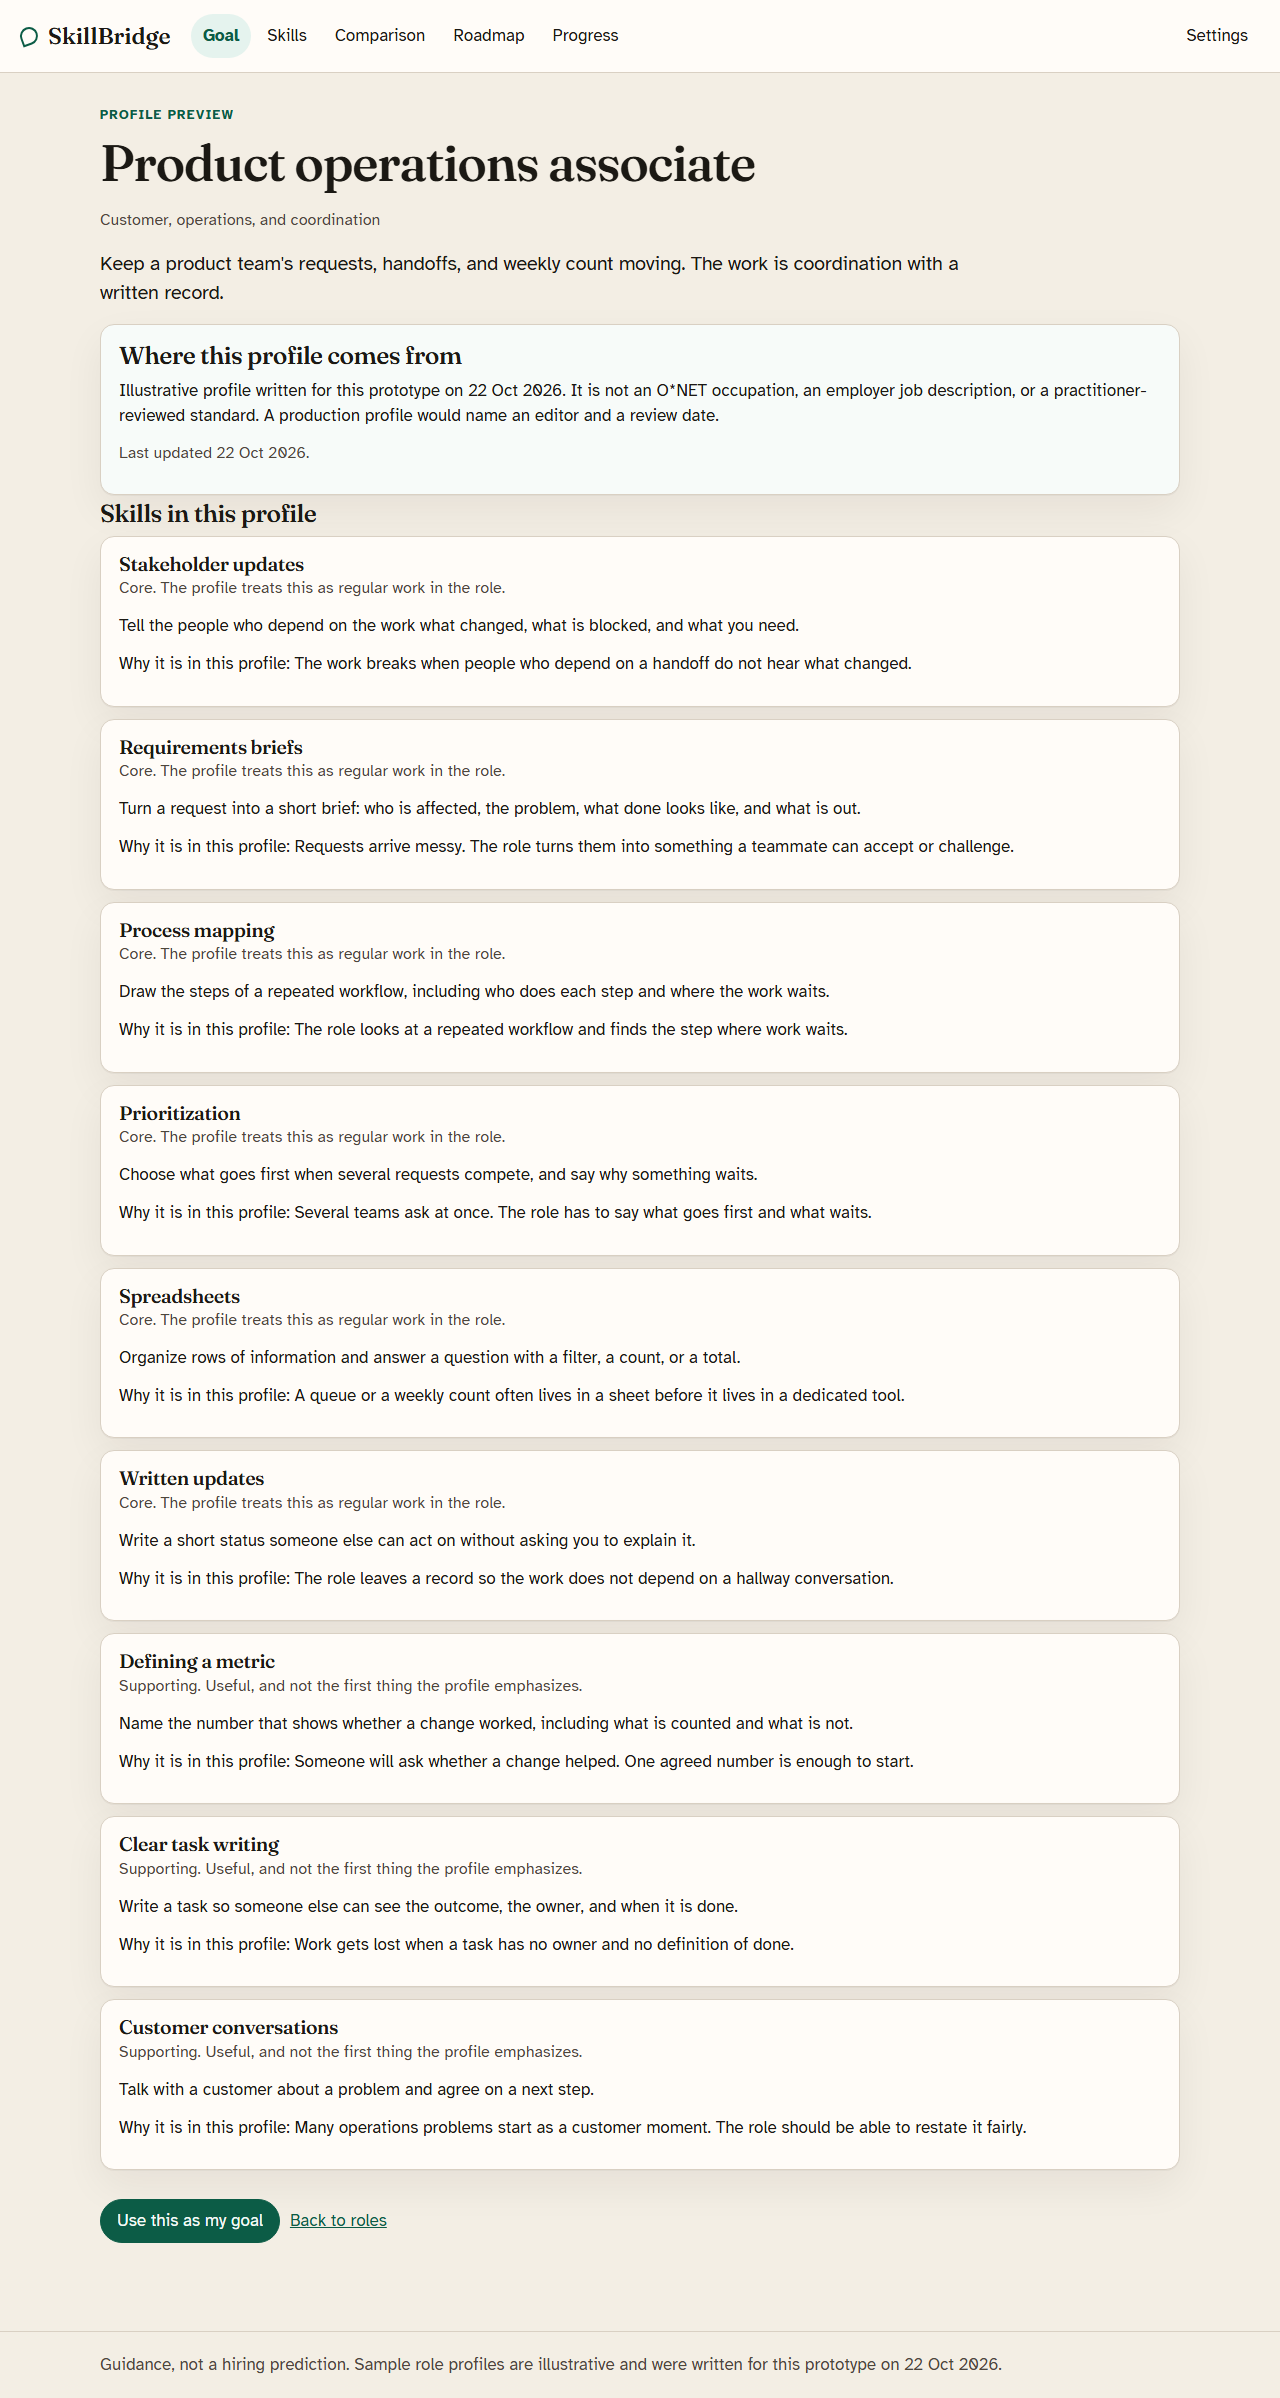 SkillBridge
Goal
Skills
Comparison
Roadmap
Progress
Settings
PROFILE PREVIEW
Product operations associate
Customer, operations, and coordination
Keep a product team's requests, handoffs, and weekly count moving. The work is coordination with a
written record.
Where this profile comes from
Illustrative profile written for this prototype on 22 Oct 2026. It is not an O*NET occupation, an employer job description, or a practitioner-
reviewed standard. A production profile would name an editor and a review date.
Last updated 22 Oct 2026.
Skills in this profile
Stakeholder updates
Core. The profile treats this as regular work in the role.
Tell the people who depend on the work what changed, what is blocked, and what you need.
Why it is in this profile: The work breaks when people who depend on a handoff do not hear what changed.
Requirements briefs
Core. The profile treats this as regular work in the role.
Turn a request into a short brief: who is affected, the problem, what done looks like, and what is out.
Why it is in this profile: Requests arrive messy. The role turns them into something a teammate can accept or challenge.
Process mapping
Core. The profile treats this as regular work in the role.
Draw the steps of a repeated workflow, including who does each step and where the work waits.
Why it is in this profile: The role looks at a repeated workflow and finds the step where work waits.
Prioritization
Core. The profile treats this as regular work in the role.
Choose what goes first when several requests compete, and say why something waits.
Why it is in this profile: Several teams ask at once. The role has to say what goes first and what waits.
Spreadsheets
Core. The profile treats this as regular work in the role.
Organize rows of information and answer a question with a filter, a count, or a total.
Why it is in this profile: A queue or a weekly count often lives in a sheet before it lives in a dedicated tool.
Written updates
Core. The profile treats this as regular work in the role.
Write a short status someone else can act on without asking you to explain it.
Why it is in this profile: The role leaves a record so the work does not depend on a hallway conversation.
Defining a metric
Supporting. Useful, and not the first thing the profile emphasizes.
Name the number that shows whether a change worked, including what is counted and what is not.
Why it is in this profile: Someone will ask whether a change helped. One agreed number is enough to start.
Clear task writing
Supporting. Useful, and not the first thing the profile emphasizes.
Write a task so someone else can see the outcome, the owner, and when it is done.
Why it is in this profile: Work gets lost when a task has no owner and no definition of done.
Customer conversations
Supporting. Useful, and not the first thing the profile emphasizes.
Talk with a customer about a problem and agree on a next step.
Why it is in this profile: Many operations problems start as a customer moment. The role should be able to restate it fairly.
Use this as my goal
Back to roles
Guidance, not a hiring prediction. Sample role profiles are illustrative and were written for this prototype on 22 Oct 2026.